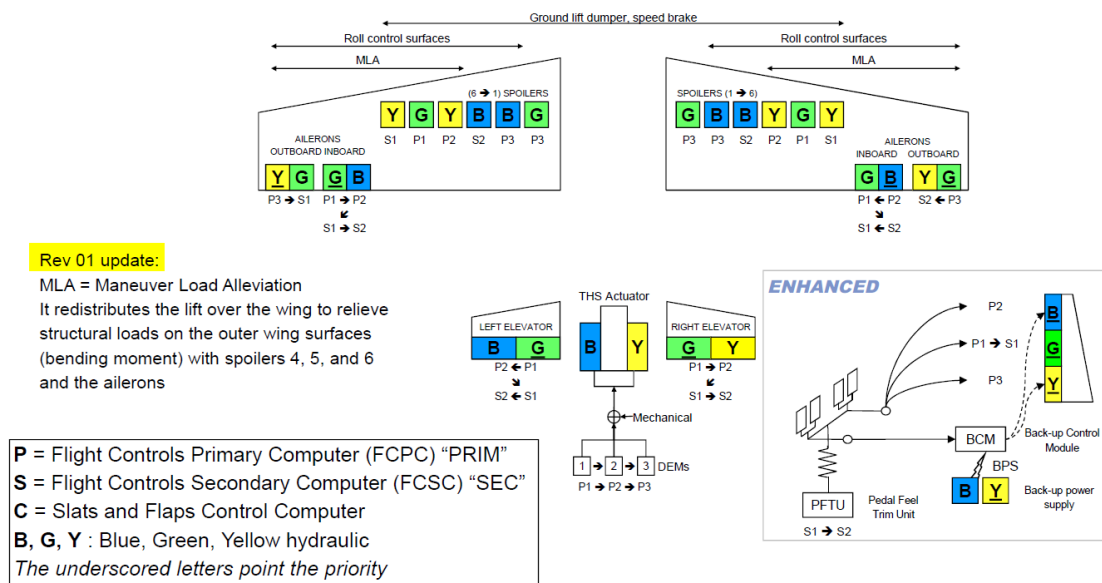 Ground lift dumper, speed brake
Roll control surfaces
Roll control surfaces
MLA
MLA
(6 → 1) SPOILERS
Y G Y B B G
S1 P1 P2 S2 P3 P3
SPOILERS (1 → 6)
G B B Y G Y
P3 P3 S2 P2 P1 S1
AILERONS
OUTBOARD INBOARD
Y G G B
P3 → S1 P1 → P2
↙
S1 → S2
AILERONS
INBOARD OUTBOARD
G B Y G
P1 ← P2 S2 ← P3
↘
S1 ← S2
Rev 01 update:
MLA = Maneuver Load Alleviation
It redistributes the lift over the wing to relieve
structural loads on the outer wing surfaces
(bending moment) with spoilers 4, 5, and 6
and the ailerons
THS Actuator
B Y
LEFT ELEVATOR
B G
P2 ← P1
↘
S2 ← S1
RIGHT ELEVATOR
G Y
P1 → P2
↙
S1 → S2
Mechanical
1 → 2 → 3 DEMs
P1 → P2 → P3
ENHANCED
P2
P1 → S1
P3
B
G
Y
BCM
Back-up Control
Module
BPS
B Y
Back-up power
supply
PFTU
Pedal Feel
Trim Unit
S1 → S2
P = Flight Controls Primary Computer (FCPC) “PRIM”
S = Flight Controls Secondary Computer (FCSC) “SEC”
C = Slats and Flaps Control Computer
B, G, Y : Blue, Green, Yellow hydraulic
The underscored letters point the priority